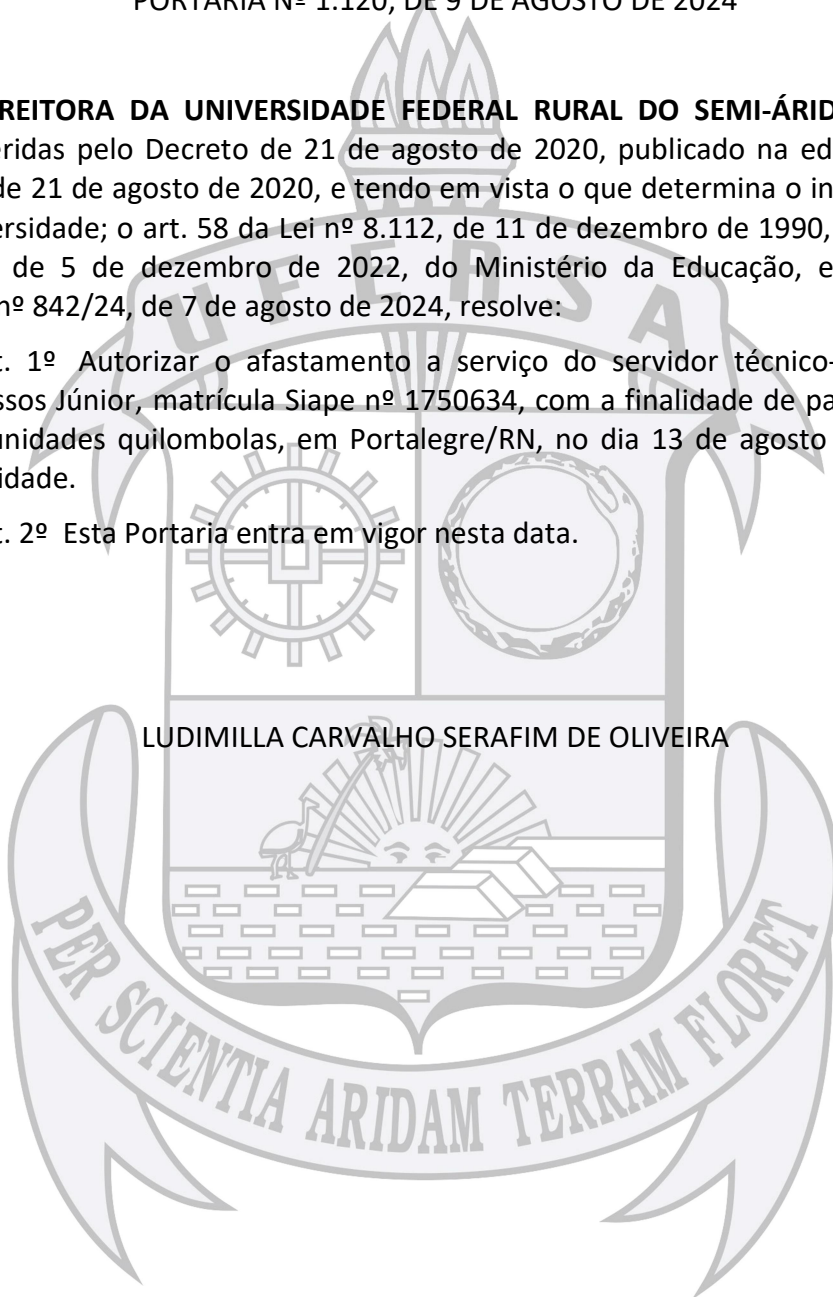 PORTARIA Nº 1.120, DE 9 DE AGOSTO DE 2024
REITORA DA UNIVERSIDADE FEDERAL RURAL DO SEMI-ÁRID
eridas pelo Decreto de 21 de agosto de 2020, publicado na ed
de 21 de agosto de 2020, e tendo em vista o que determina o in
ersidade; o art. 58 da Lei nº 8.112, de 11 de dezembro de 1990,
de 5 de dezembro de 2022, do Ministério da Educação, e
nº 842/24, de 7 de agosto de 2024, resolve:
t. 1º Autorizar o afastamento a serviço do servidor técnico-
ssos Júnior, matrícula Siape nº 1750634, com a finalidade de pa
unidades quilombolas, em Portalegre/RN, no dia 13 de agosto
idade.
t. 2º Esta Portaria entra em vigor nesta data.
LUDIMILLA CARVALHO SERAFIM DE OLIVEIRA
UFERSA
PER SCIENTIA ARIDAM TERRAM FLORET